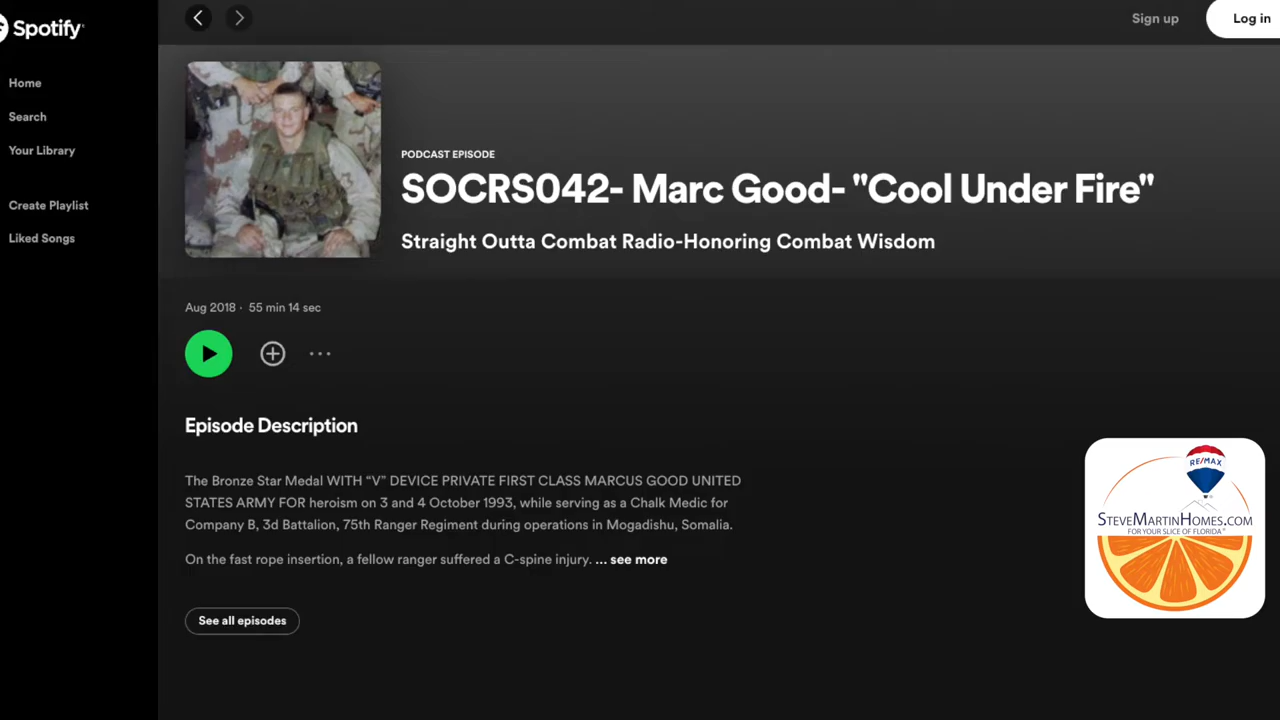 Spotify
Home
Search
Your Library
Create Playlist
Liked Songs
Sign up
Log in
PODCAST EPISODE
SOCRS042- Marc Good- "Cool Under Fire"
Straight Outta Combat Radio-Honoring Combat Wisdom
Aug 2018 · 55 min 14 sec
Episode Description
The Bronze Star Medal WITH “V” DEVICE PRIVATE FIRST CLASS MARCUS GOOD UNITED
STATES ARMY FOR heroism on 3 and 4 October 1993, while serving as a Chalk Medic for
Company B, 3d Battalion, 75th Ranger Regiment during operations in Mogadishu, Somalia.
On the fast rope insertion, a fellow ranger suffered a C-spine injury. ... see more
See all episodes
RE/MAX
STEVEMARTINHOMES.COM
FOR YOUR SLICE OF FLORIDA